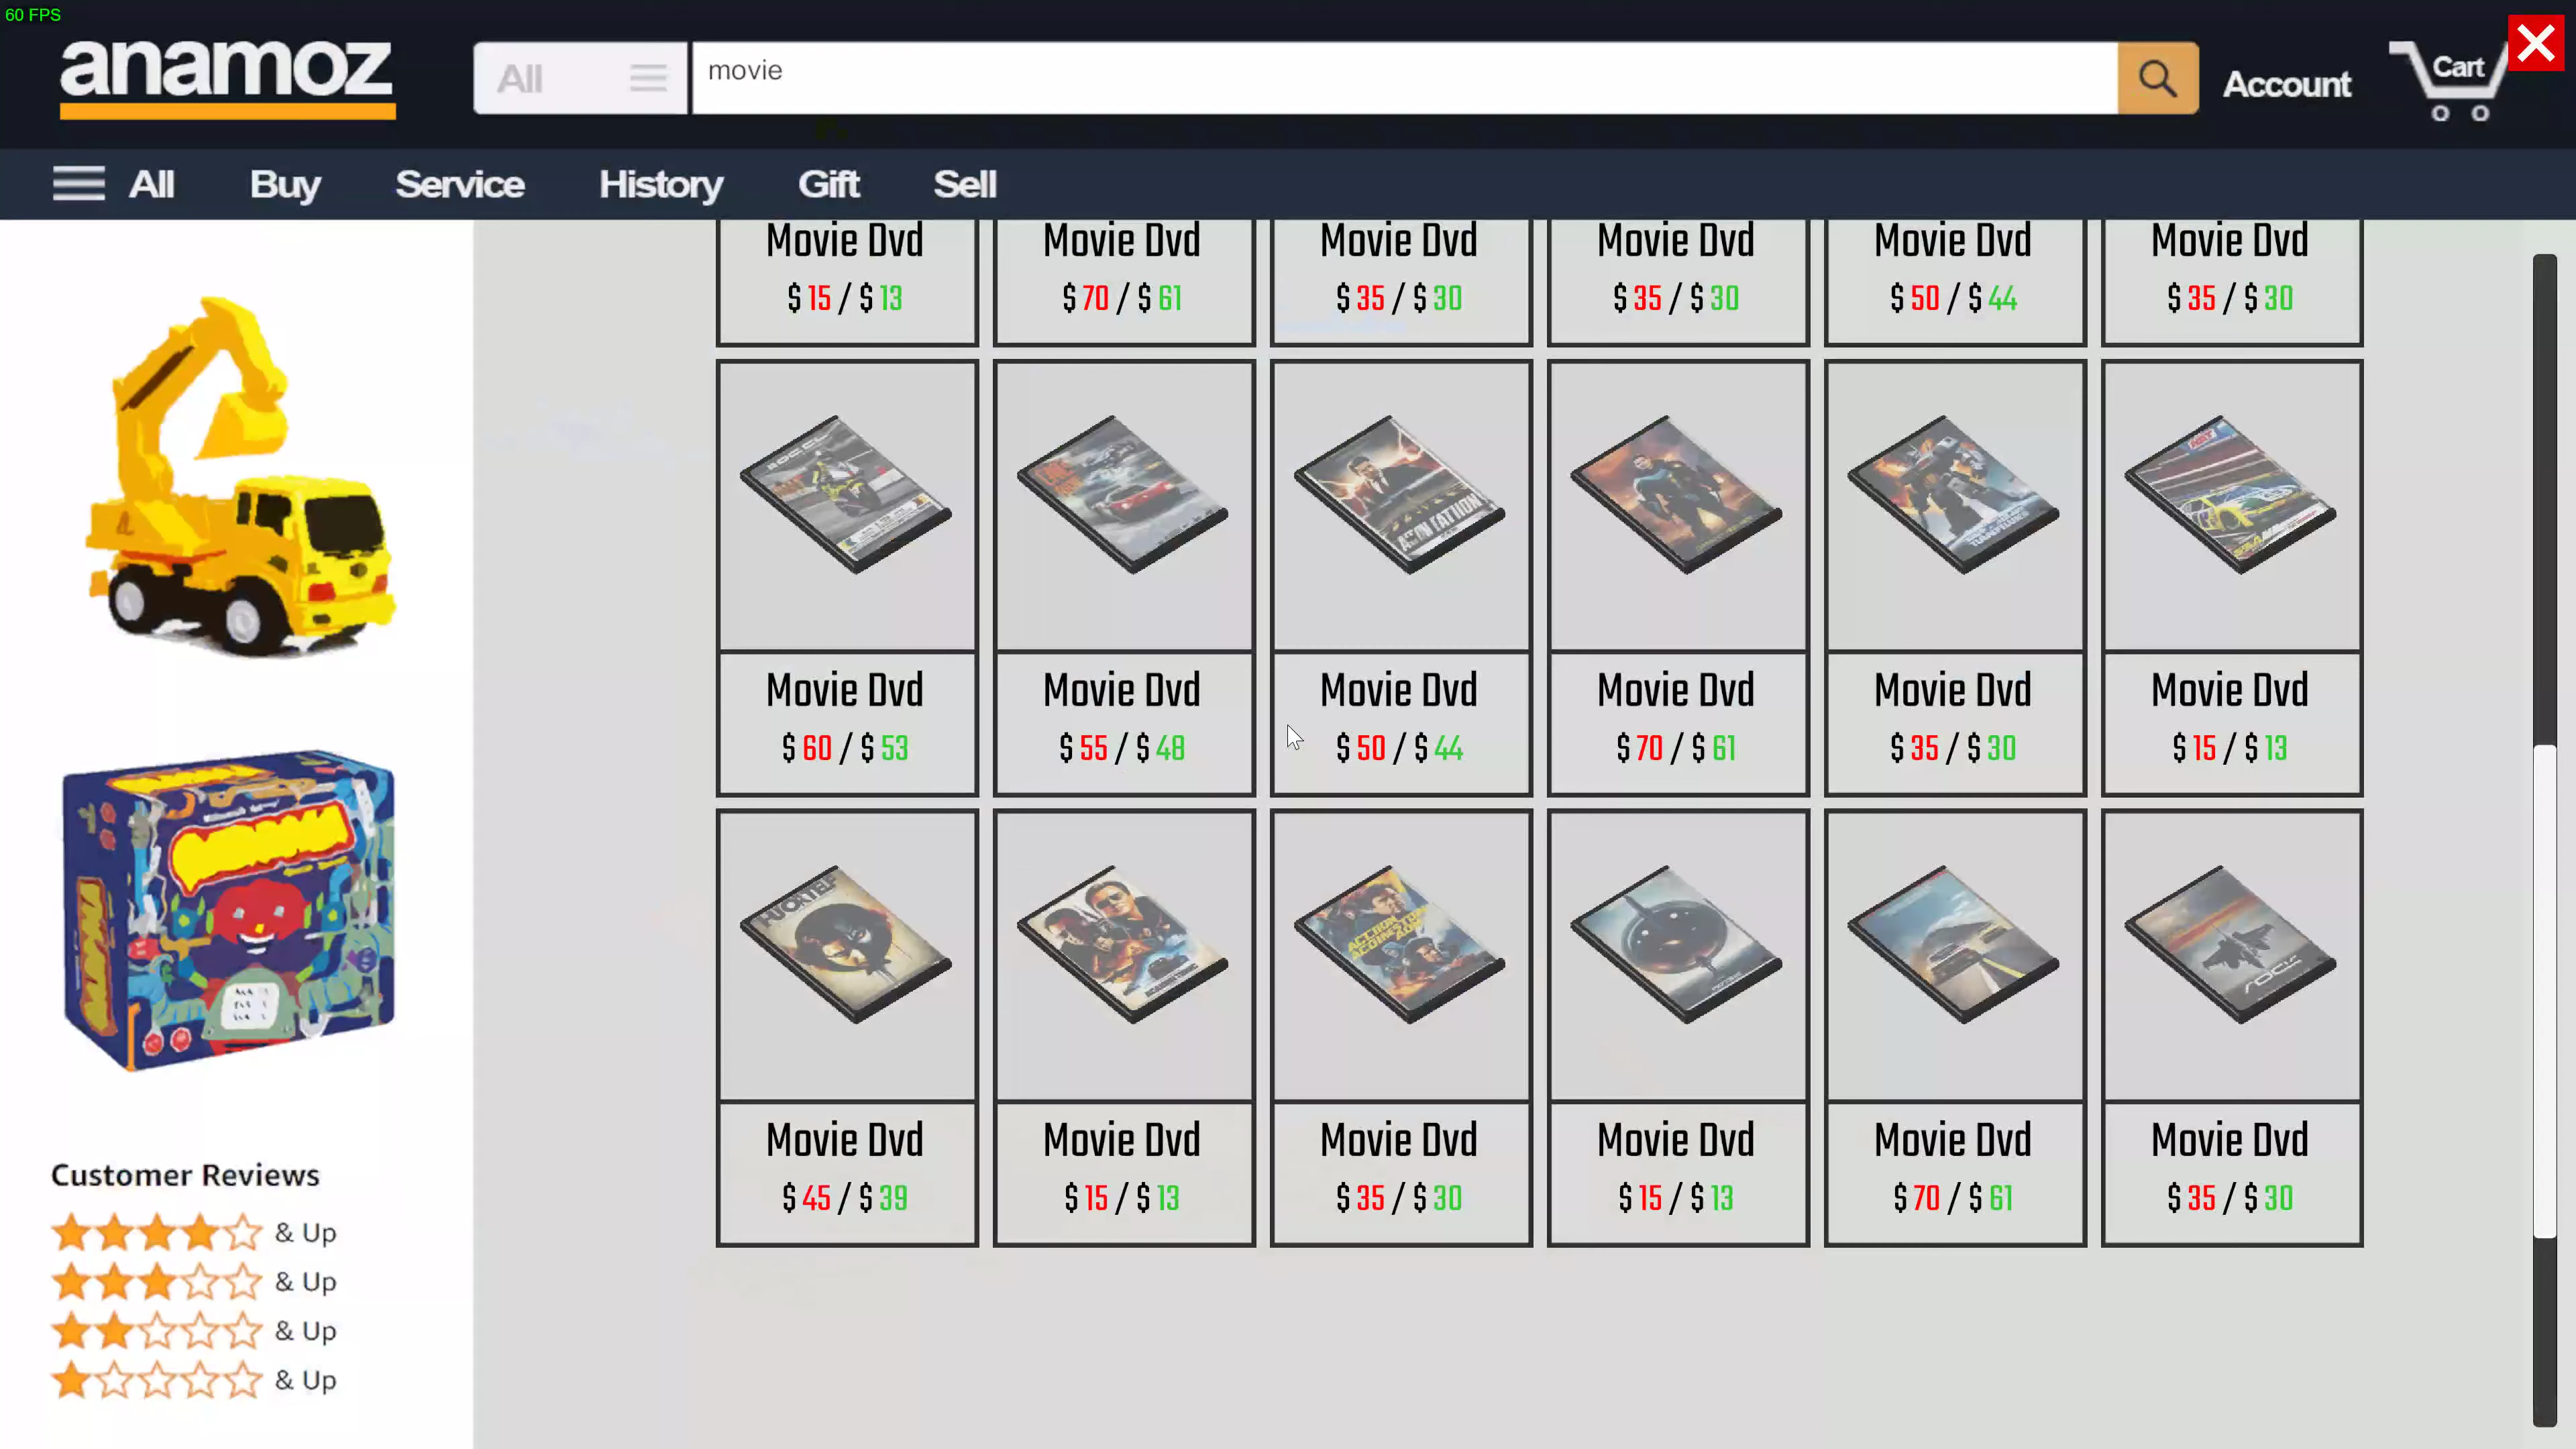 60 FPS
anamoz
All
movie
Account
Cart
All Buy Service History Gift Sell
Movie Dvd Movie Dvd Movie Dvd Movie Dvd Movie Dvd Movie Dvd
$ 15 / $ 13 $ 70 / $ 61 $ 35 / $ 30 $ 35 / $ 30 $ 50 / $ 44 $ 35 / $ 30
Movie Dvd Movie Dvd Movie Dvd Movie Dvd Movie Dvd Movie Dvd
$ 60 / $ 53 $ 55 / $ 48 $ 50 / $ 44 $ 70 / $ 61 $ 35 / $ 30 $ 15 / $ 13
Movie Dvd Movie Dvd Movie Dvd Movie Dvd Movie Dvd Movie Dvd
$ 45 / $ 39 $ 15 / $ 13 $ 35 / $ 30 $ 15 / $ 13 $ 70 / $ 61 $ 35 / $ 30
Customer Reviews
& Up
& Up
& Up
& Up